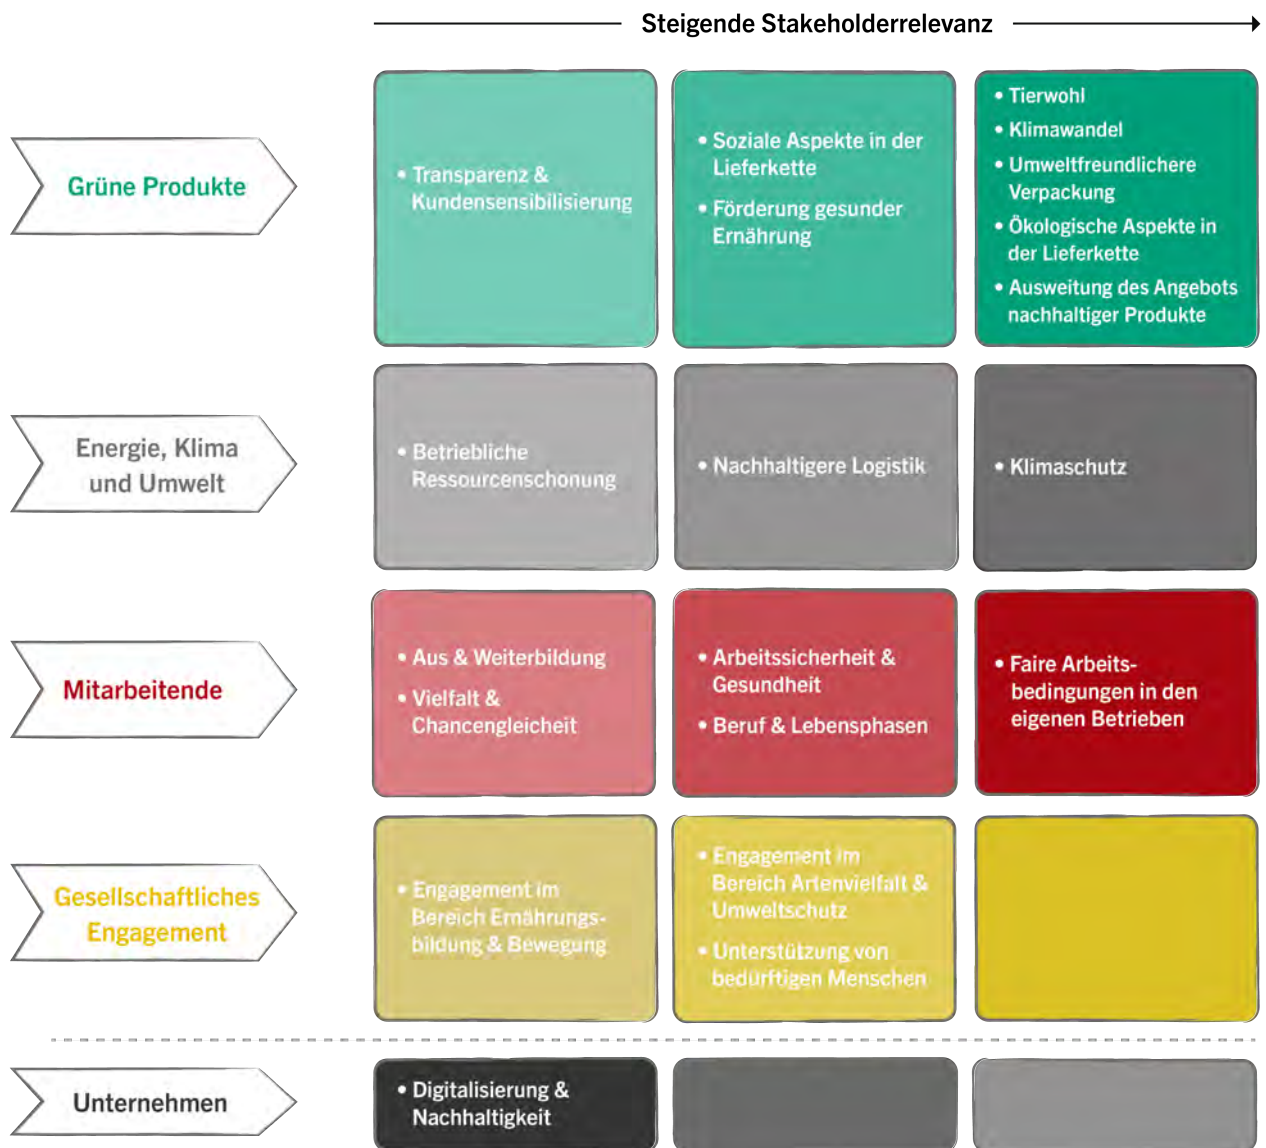 Steigende Stakeholderrelevanz
Grüne Produkte
• Transparenz &
Kundensensibilisierung
• Soziale Aspekte in der
Lieferkette
• Förderung gesunder
Ernährung
• Tierwohl
• Klimawandel
• Umweltfreundlichere
Verpackung
• Ökologische Aspekte in
der Lieferkette
• Ausweitung des Angebots
nachhaltiger Produkte
Energie, Klima
und Umwelt
• Betriebliche
Ressourcenschonung
• Nachhaltigere Logistik
• Klimaschutz
Mitarbeitende
• Aus & Weiterbildung
• Vielfalt &
Chancengleicheit
• Arbeitssicherheit &
Gesundheit
• Beruf & Lebensphasen
• Faire Arbeits-
bedingungen in den
eigenen Betrieben
Gesellschaftliches
Engagement
• Engagement im
Bereich Ernährungs-
bildung & Bewegung
• Engagement im
Bereich Artenvielfalt &
Umweltschutz
• Unterstützung von
bedürftigen Menschen
Unternehmen
• Digitalisierung &
Nachhaltigkeit